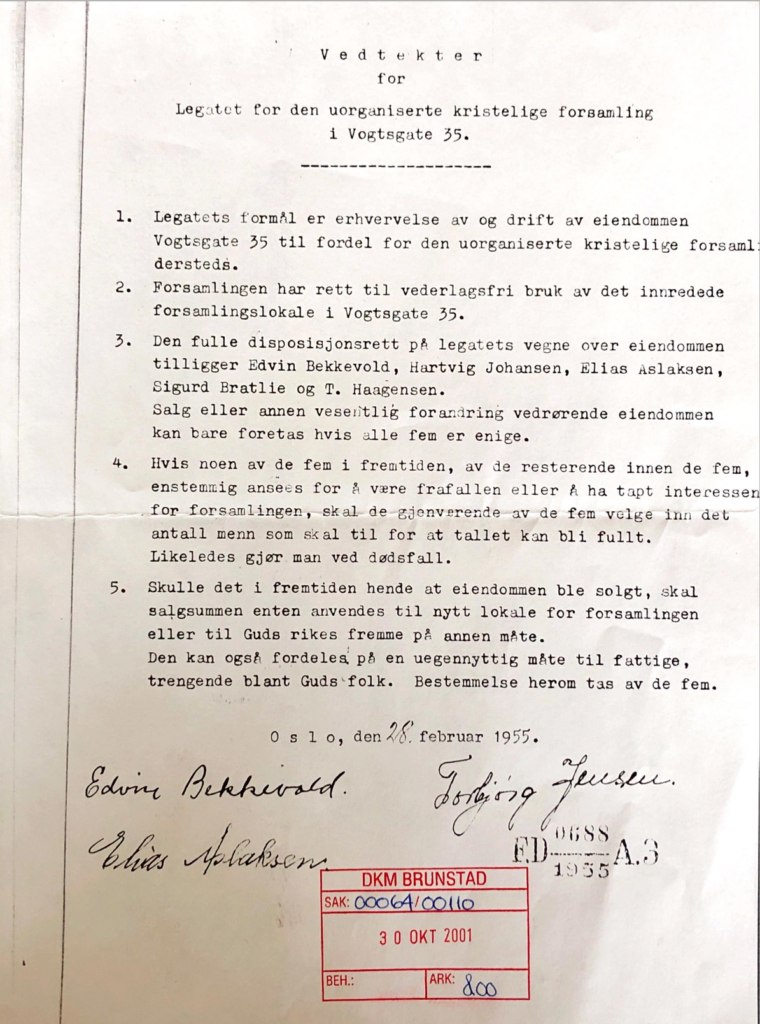 V e d t e k t e r
for
Legatet for den uorganiserte kristelige forsamling
i Vogtsgate 35.
1. Legatets formål er erhvervelse av og drift av eiendommen
Vogtsgate 35 til fordel for den uorganiserte kristelige forsaml
dersteds.
2. Forsamlingen har rett til vederlagsfri bruk av det innredede
forsamlingslokale i Vogtsgate 35.
3. Den fulle disposisjonsrett på legatets vegne over eiendommen
tilligger Edvin Bekkevold, Hartvig Johansen, Elias Aslaksen,
Sigurd Bratlie og T. Haagensen.
Salg eller annen vesentlig forandring vedrørende eiendommen
kan bare foretas hvis alle fem er enige.
4. Hvis noen av de fem i fremtiden, av de resterende innen de fem,
enstemmig ansees for å være frafallen eller å ha tapt interessen
for forsamlingen, skal de gjenværende av de fem velge inn det
antall menn som skal til for at tallet kan bli fullt.
Likeledes gjør man ved dødsfall.
5. Skulle det i fremtiden hende at eiendommen ble solgt, skal
salgsummen enten anvendes til nytt lokale for forsamlingen
eller til Guds rikes fremme på annen måte.
Den kan også fordeles på en uegennyttig måte til fattige,
trengende blant Guds folk. Bestemmelse herom tas av de fem.
O s l o, den 28. februar 1955.
Edvin Bekkevold.
Torbjørg Jensen.
Elias Aslaksen
0688
F.D A.3
1955
DKM BRUNSTAD
SAK: 00064/00110
30 OKT 2001
BEH.: ARK: 800